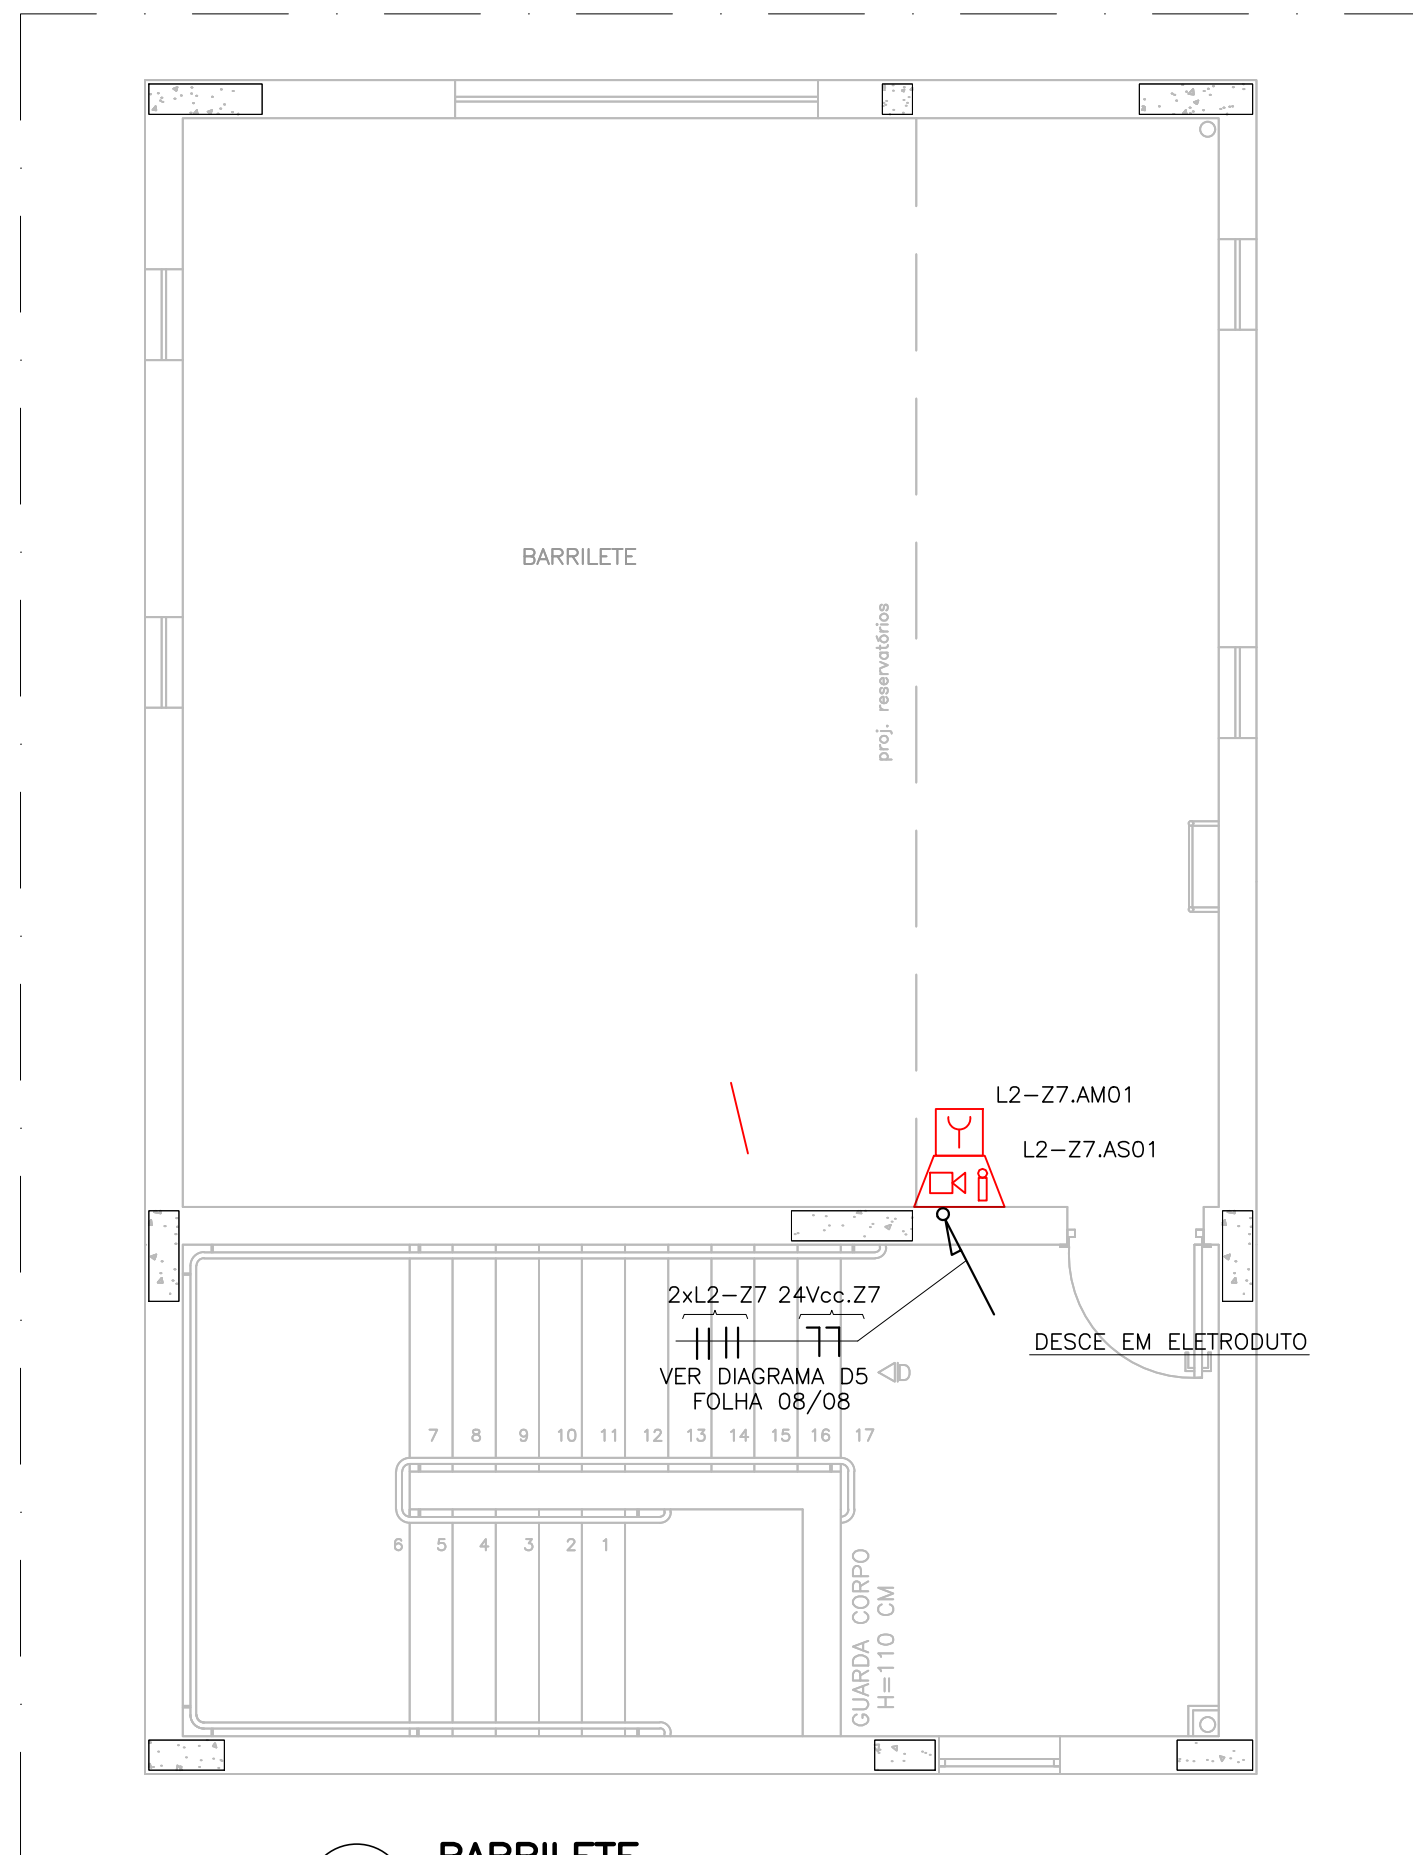 BARRILETE
proj. reservatórios
L2-Z7.AM01
L2-Z7.AS01
2xL2-Z7 24Vcc.Z7
VER DIAGRAMA D5
FOLHA 08/08
DESCE EM ELETRODUTO
7 8 9 10 11 12 13 14 15 16 17
6 5 4 3 2 1
GUARDA CORPO
H=110 CM
BARRILETE